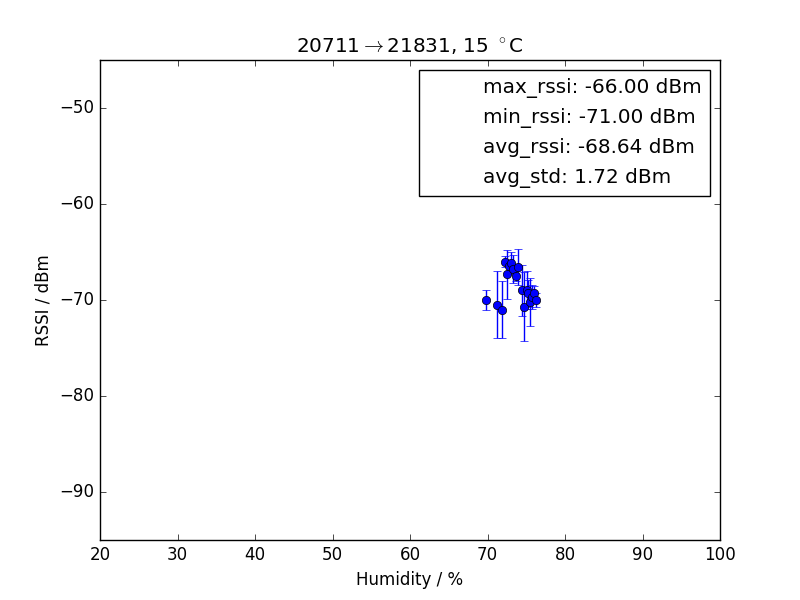 20711→21831, 15 °C
max_rssi: -66.00 dBm
min_rssi: -71.00 dBm
avg_rssi: -68.64 dBm
avg_std: 1.72 dBm
RSSI / dBm
−50
−60
−70
−80
−90
20 30 40 50 60 70 80 90 100
Humidity / %